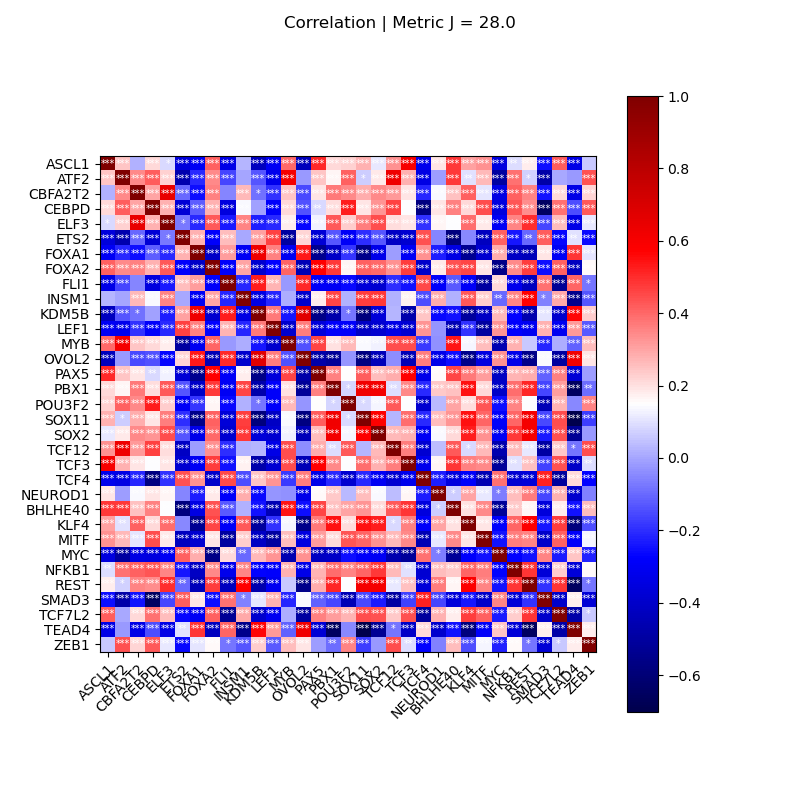 Correlation | Metric J = 28.0
ASCL1
ATF2
CBFA2T2
CEBPD
ELF3
ETS2
FOXA1
FOXA2
FLI1
INSM1
KDM5B
LEF1
MYB
OVOL2
PAX5
PBX1
POU3F2
SOX11
SOX2
TCF12
TCF3
TCF4
NEUROD1
BHLHE40
KLF4
MITF
MYC
NFKB1
REST
SMAD3
TCF7L2
TEAD4
ZEB1
ASCL1
ATF2
CBFA2T2
CEBPD
ELF3
ETS2
FOXA1
FOXA2
FLI1
INSM1
KDM5B
LEF1
MYB
OVOL2
PAX5
PBX1
POU3F2
SOX11
SOX2
TCF12
TCF3
TCF4
NEUROD1
BHLHE40
KLF4
MITF
MYC
NFKB1
REST
SMAD3
TCF7L2
TEAD4
ZEB1
1.0
0.8
0.6
0.4
0.2
0.0
−0.2
−0.4
−0.6